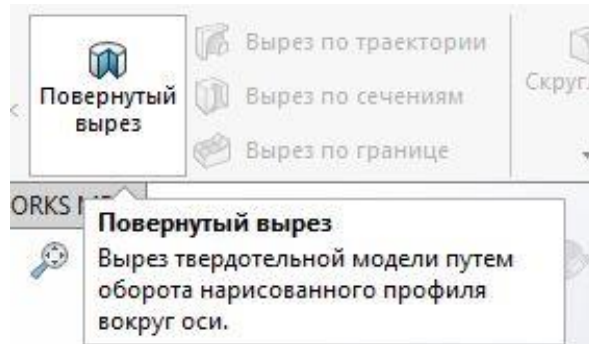 Повернутый
вырез
Вырез по траектории
Вырез по сечениям
Вырез по границе
Повернутый вырез
Вырез твердотельной модели путем
оборота нарисованного профиля
вокруг оси.